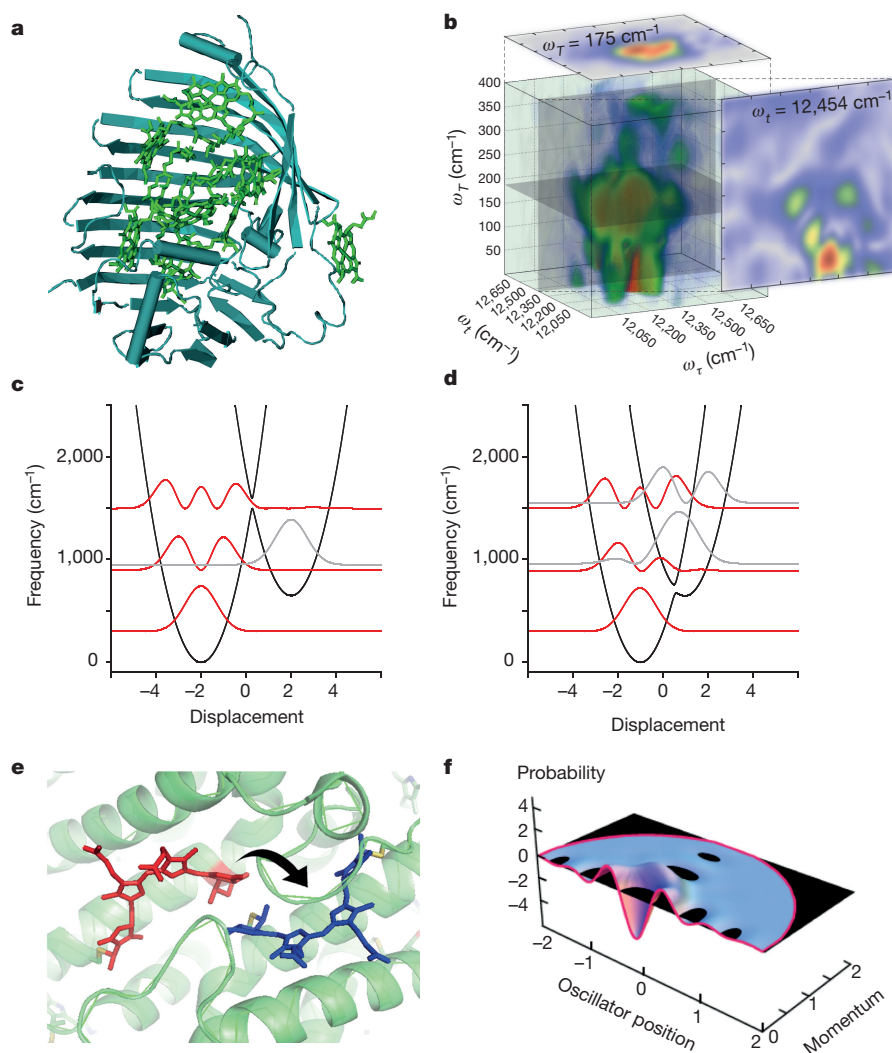 a
b
ω_T = 175 cm⁻¹
ω_t = 12,454 cm⁻¹
400
350
300
250
200
150
100
50
ω_T (cm⁻¹)
12,650
12,500
12,350
12,200
12,050
ω_t (cm⁻¹)
12,050
12,200
12,350
12,500
12,650
ω_τ (cm⁻¹)
c
Frequency (cm⁻¹)
2,000
1,000
0
–4 –2 0 2 4
Displacement
d
Frequency (cm⁻¹)
2,000
1,000
0
–4 –2 0 2 4
Displacement
e
f
Probability
4
2
0
–2
–4
–2
–1
0
1
2
Oscillator position
0
1
2
Momentum